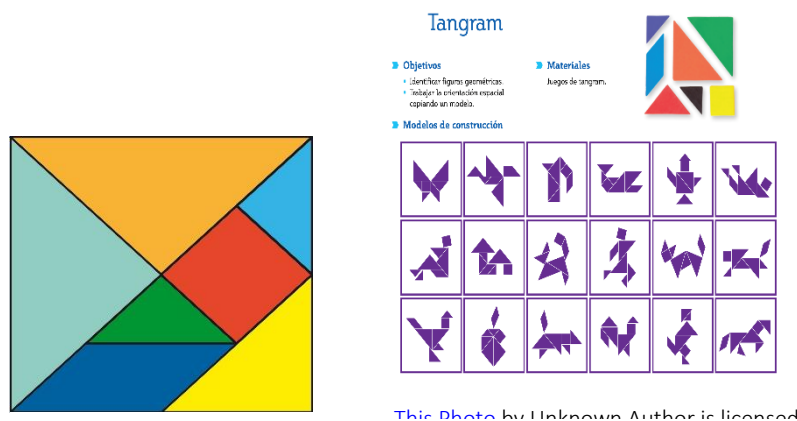 Tangram
Objetivos
Identificar figuras geométricas.
Trabajar la orientación espacial
copiando un modelo.
Materiales
Juegos de tangram.
Modelos de construcción
This Photo by Unknown Author is licensed